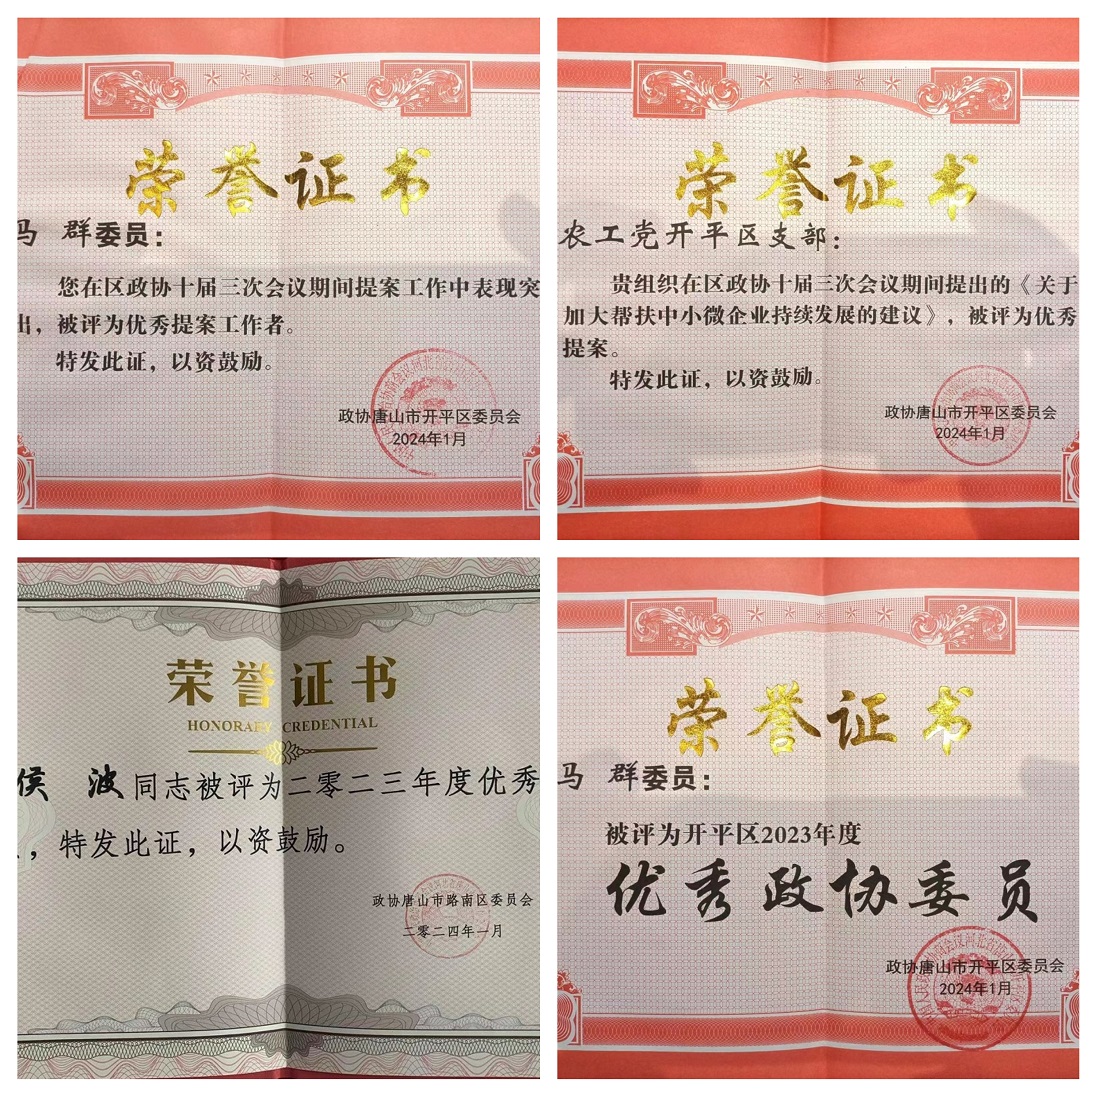 荣誉证书
马 群委员：
您在区政协十届三次会议期间提案工作中表现突
出，被评为优秀提案工作者。
特发此证，以资鼓励。
政协唐山市开平区委员会
2024年1月
荣誉证书
农工党开平区支部：
贵组织在区政协十届三次会议期间提出的《关于
加大帮扶中小微企业持续发展的建议》，被评为优秀
提案。
特发此证，以资鼓励。
政协唐山市开平区委员会
2024年1月
荣誉证书
HONORARY CREDENTIAL
侯 波同志被评为二零二三年度优秀
，特发此证，以资鼓励。
政协唐山市路南区委员会
二零二四年一月
荣誉证书
马 群委员：
被评为开平区2023年度
优秀政协委员
政协唐山市开平区委员会
2024年1月